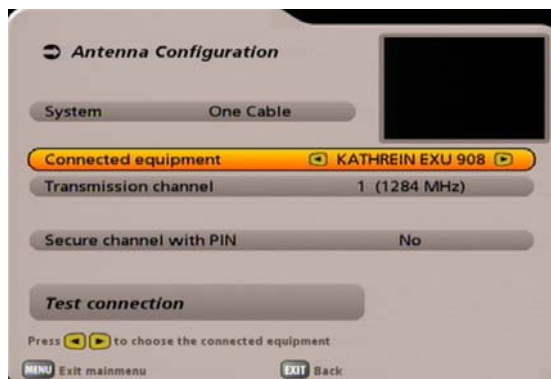 Antenna Configuration
System One Cable
Connected equipment KATHREIN EXU 908
Transmission channel 1 (1284 MHz)
Secure channel with PIN No
Test connection
Press to choose the connected equipment
MENU Exit mainmenu EXIT Back